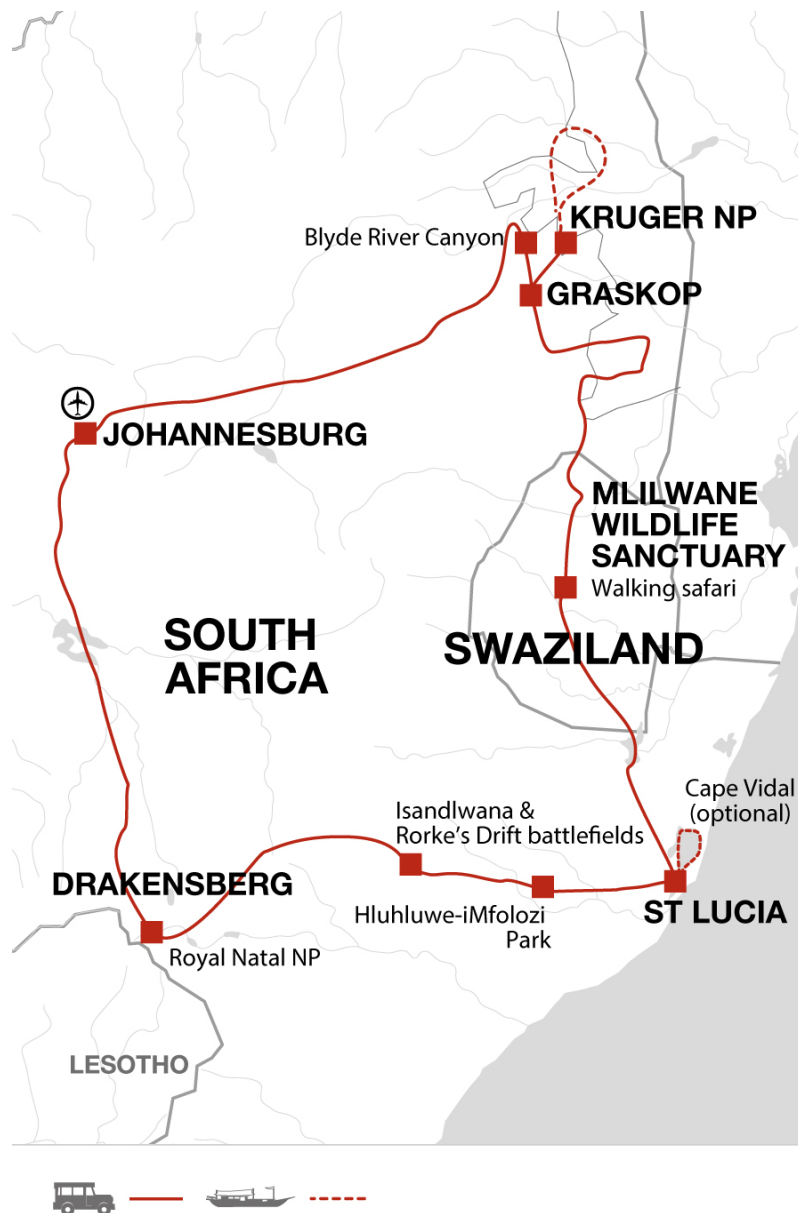 KRUGER NP
Blyde River Canyon
GRASKOP
JOHANNESBURG
MLILWANE
WILDLIFE
SANCTUARY
Walking safari
SOUTH
AFRICA
SWAZILAND
Cape Vidal
(optional)
Isandlwana &
Rorke's Drift battlefields
DRAKENSBERG
Hluhluwe-iMfolozi
Park
ST LUCIA
Royal Natal NP
LESOTHO